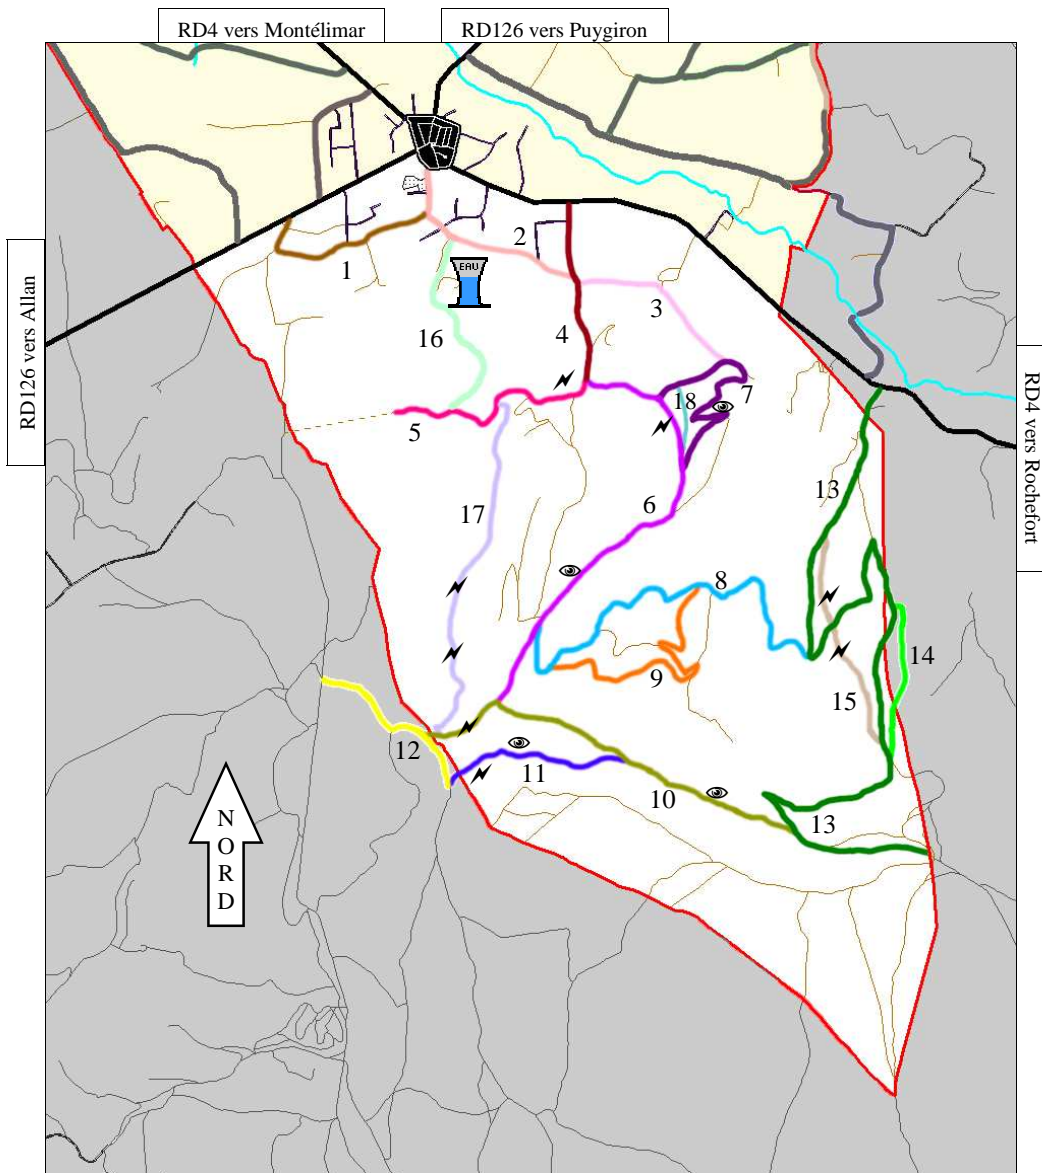 RD4 vers Montélimar
RD126 vers Puygiron
RD126 vers Allan
RD4 vers Rochefort
EAU
1
2
3
16
4
5
18
7
13
17
6
8
9
14
15
12
11
10
13
N
O
R
D